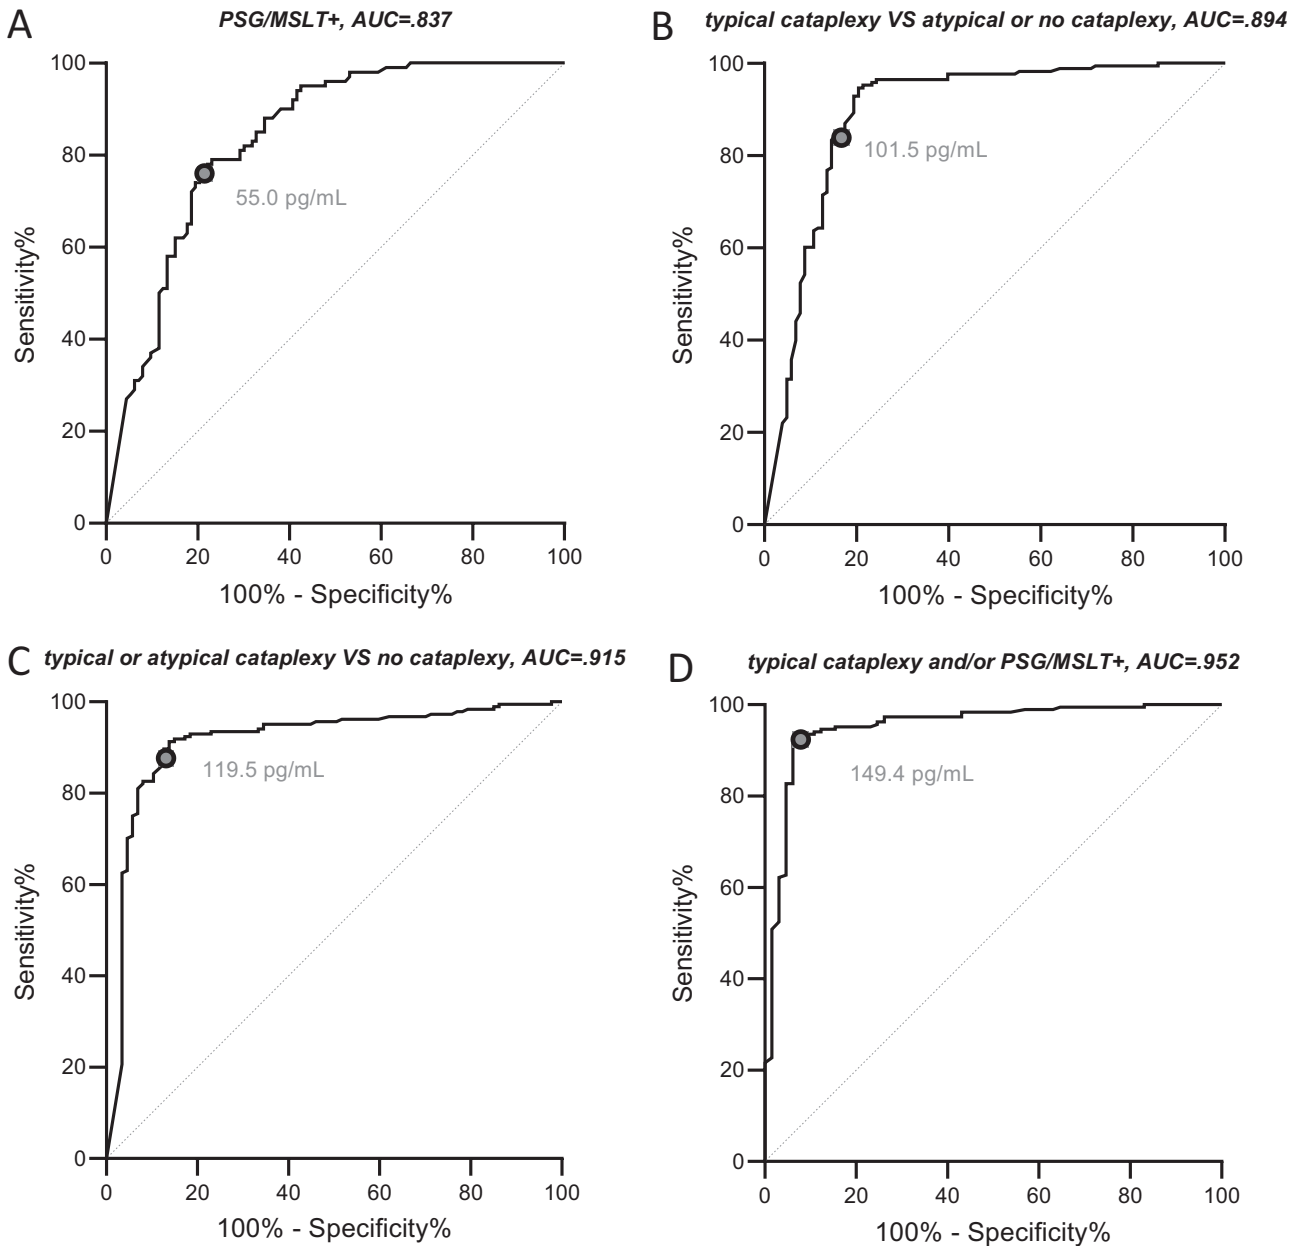 A
PSG/MSLT+, AUC=.837
100
80
60
40
20
0
Sensitivity%
55.0 pg/mL
0 20 40 60 80 100
100% - Specificity%
B
typical cataplexy VS atypical or no cataplexy, AUC=.894
100
80
60
40
20
0
Sensitivity%
101.5 pg/mL
0 20 40 60 80 100
100% - Specificity%
C
typical or atypical cataplexy VS no cataplexy, AUC=.915
100
80
60
40
20
0
Sensitivity%
119.5 pg/mL
0 20 40 60 80 100
100% - Specificity%
D
typical cataplexy and/or PSG/MSLT+, AUC=.952
100
80
60
40
20
0
Sensitivity%
149.4 pg/mL
0 20 40 60 80 100
100% - Specificity%